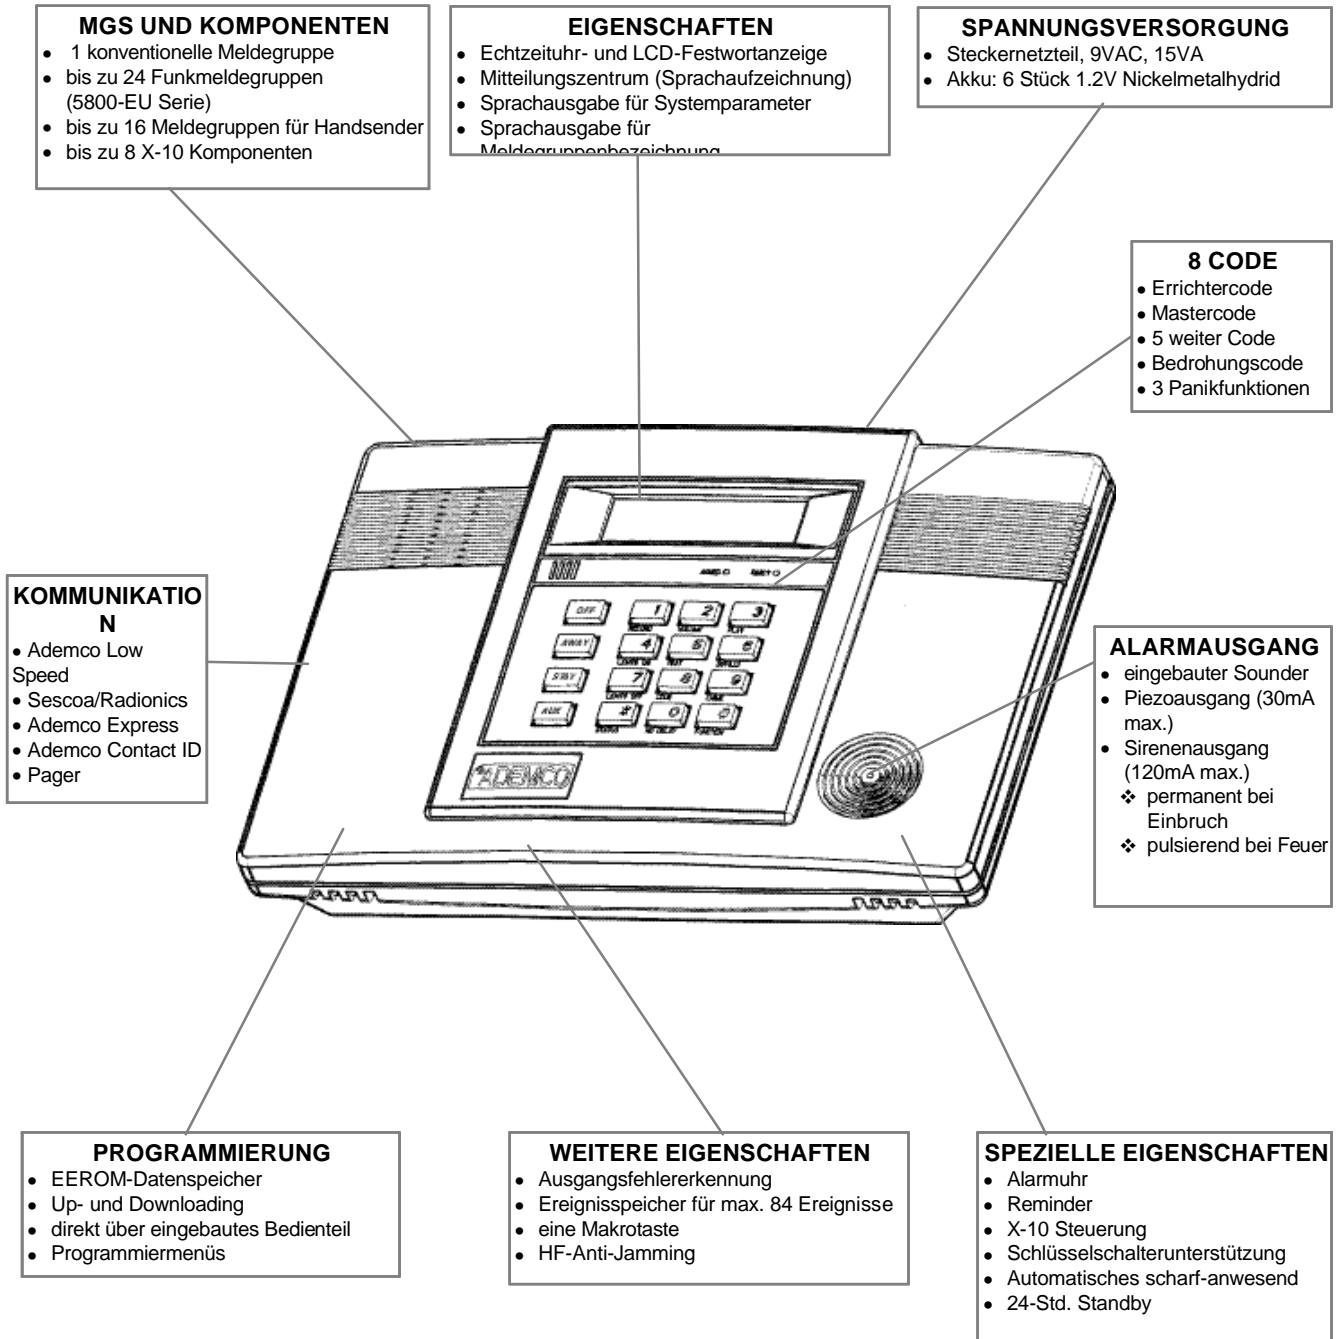 MGS UND KOMPONENTEN
• 1 konventionelle Meldegruppe
• bis zu 24 Funkmeldegruppen
(5800-EU Serie)
• bis zu 16 Meldegruppen für Handsender
• bis zu 8 X-10 Komponenten
EIGENSCHAFTEN
• Echtzeituhr- und LCD-Festwortanzeige
• Mitteilungszentrum (Sprachaufzeichnung)
• Sprachausgabe für Systemparameter
• Sprachausgabe für
Meldegruppenbezeichnung
SPANNUNGSVERSORGUNG
• Steckernetzteil, 9VAC, 15VA
• Akku: 6 Stück 1.2V Nickelmetalhydrid
8 CODE
• Errichtercode
• Mastercode
• 5 weiter Code
• Bedrohungscode
• 3 Panikfunktionen
KOMMUNIKATIO
N
• Ademco Low
Speed
• Sescoa/Radionics
• Ademco Express
• Ademco Contact ID
• Pager
OFF 1 2 3
AWAY 4 5 6
STAY 7 8 9
AUX # 0
STATUS NO DELAY FUNCTION
ADEMCO
ALARMAUSGANG
• eingebauter Sounder
• Piezoausgang (30mA
max.)
• Sirenenausgang
(120mA max.)
❖ permanent bei
Einbruch
❖ pulsierend bei Feuer
PROGRAMMIERUNG
• EEROM-Datenspeicher
• Up- und Downloading
• direkt über eingebautes Bedienteil
• Programmiermenüs
WEITERE EIGENSCHAFTEN
• Ausgangsfehlererkennung
• Ereignisspeicher für max. 84 Ereignisse
• eine Makrotaste
• HF-Anti-Jamming
SPEZIELLE EIGENSCHAFTEN
• Alarmuhr
• Reminder
• X-10 Steuerung
• Schlüsselschalterunterstützung
• Automatisches scharf-anwesend
• 24-Std. Standby